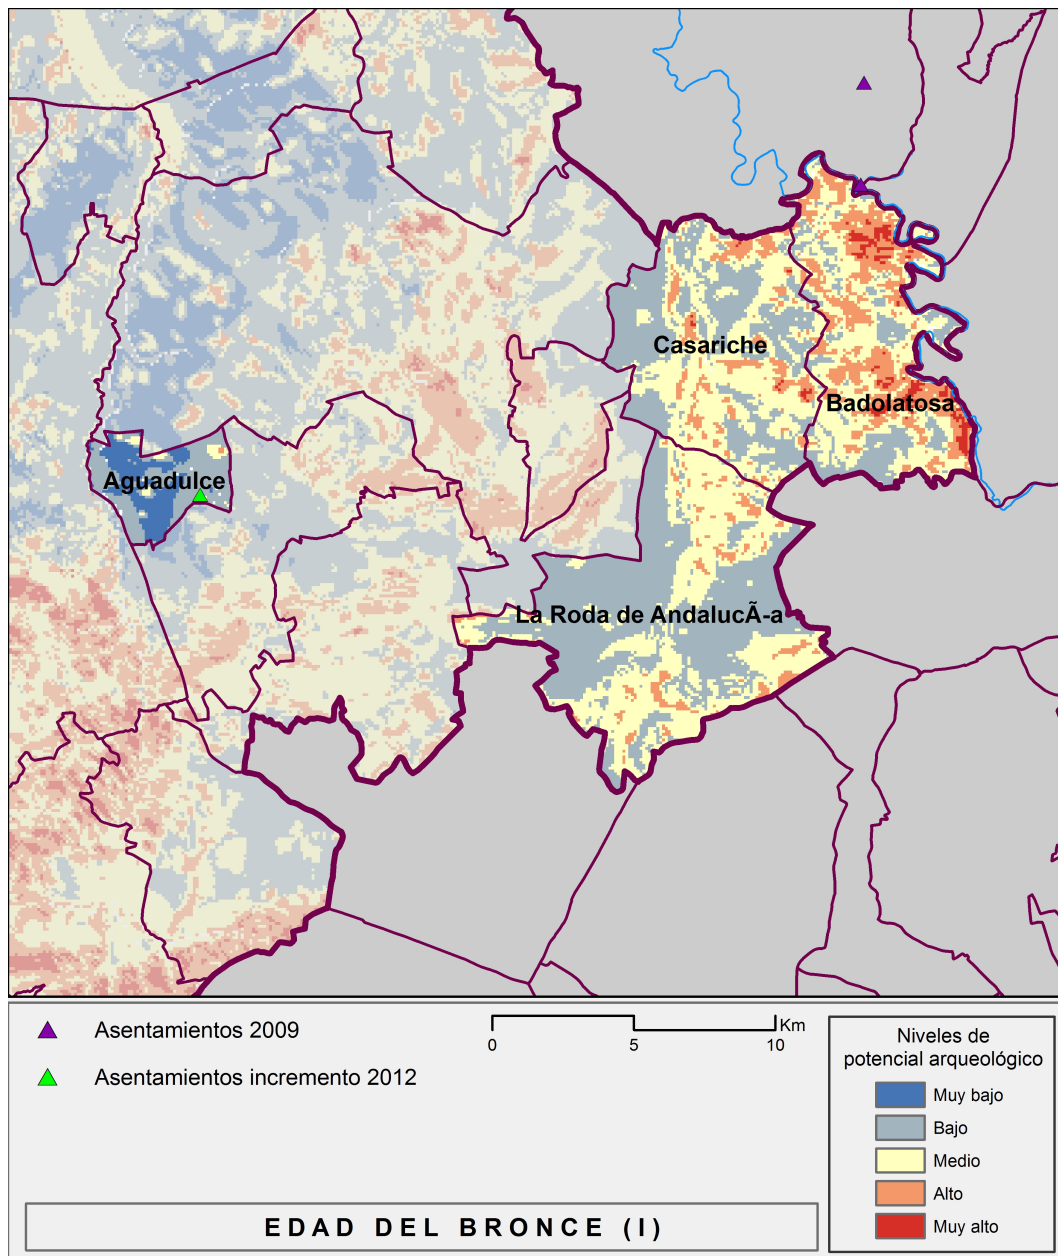 Casariche
Badolatosa
Aguadulce
La Roda de AndalucÃ-a
Asentamientos 2009
Asentamientos incremento 2012
Km
0 5 10
Niveles de
potencial arqueológico
Muy bajo
Bajo
Medio
Alto
Muy alto
EDAD DEL BRONCE (I)